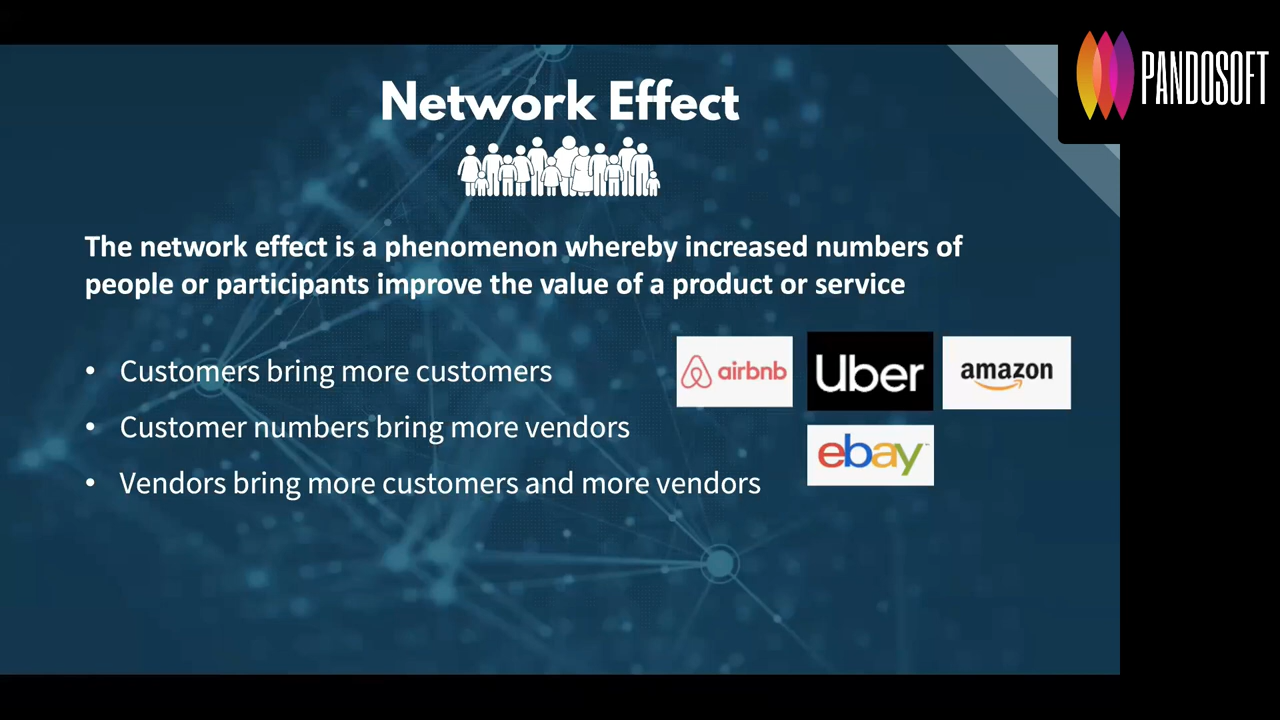 PANDOSOFT
Network Effect
The network effect is a phenomenon whereby increased numbers of
people or participants improve the value of a product or service
• Customers bring more customers
• Customer numbers bring more vendors
• Vendors bring more customers and more vendors
airbnb
Uber
amazon
ebay